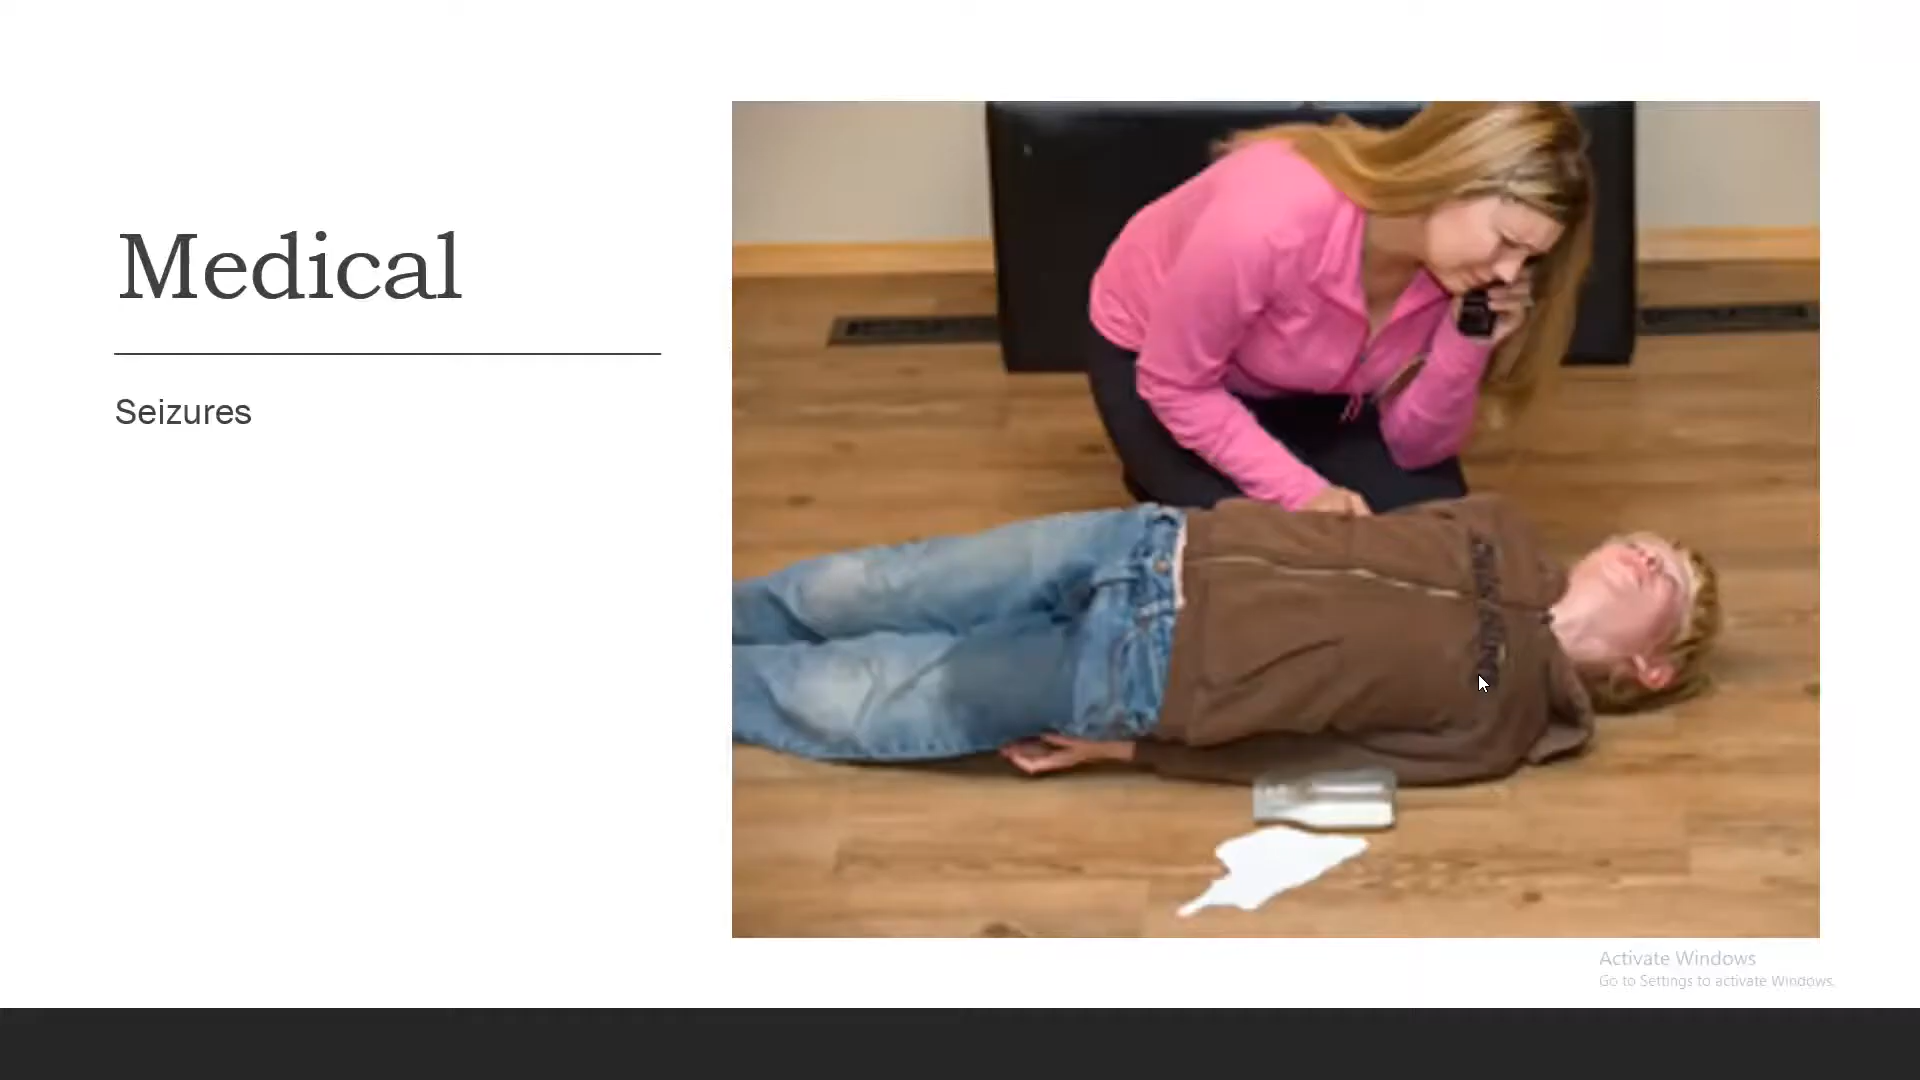 Medical
Seizures
Activate Windows
Go to Settings to activate Windows.